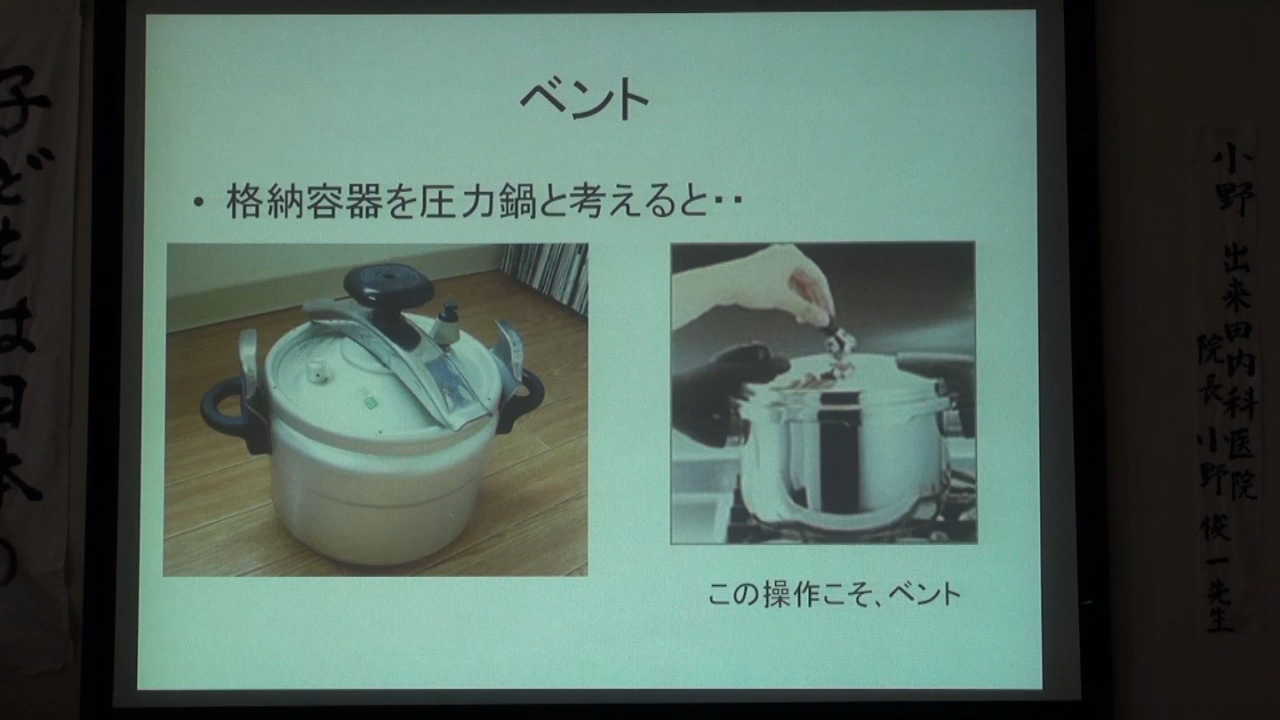 ベント
• 格納容器を圧力鍋と考えると・・
この操作こそ、ベント
子どもは日本の
小野出来田内科医院
院長 小野俊一先生